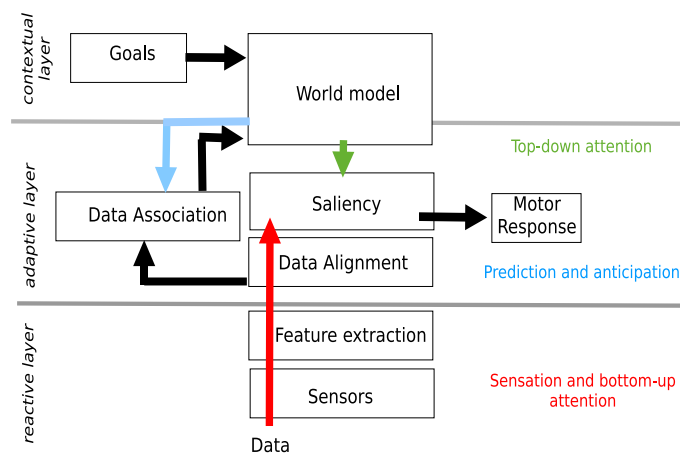 contextual
layer
Goals
World model
Top-down attention
adaptive layer
Data Association
Saliency
Motor
Response
Data Alignment
Prediction and anticipation
reactive layer
Feature extraction
Sensors
Sensation and bottom-up
attention
Data